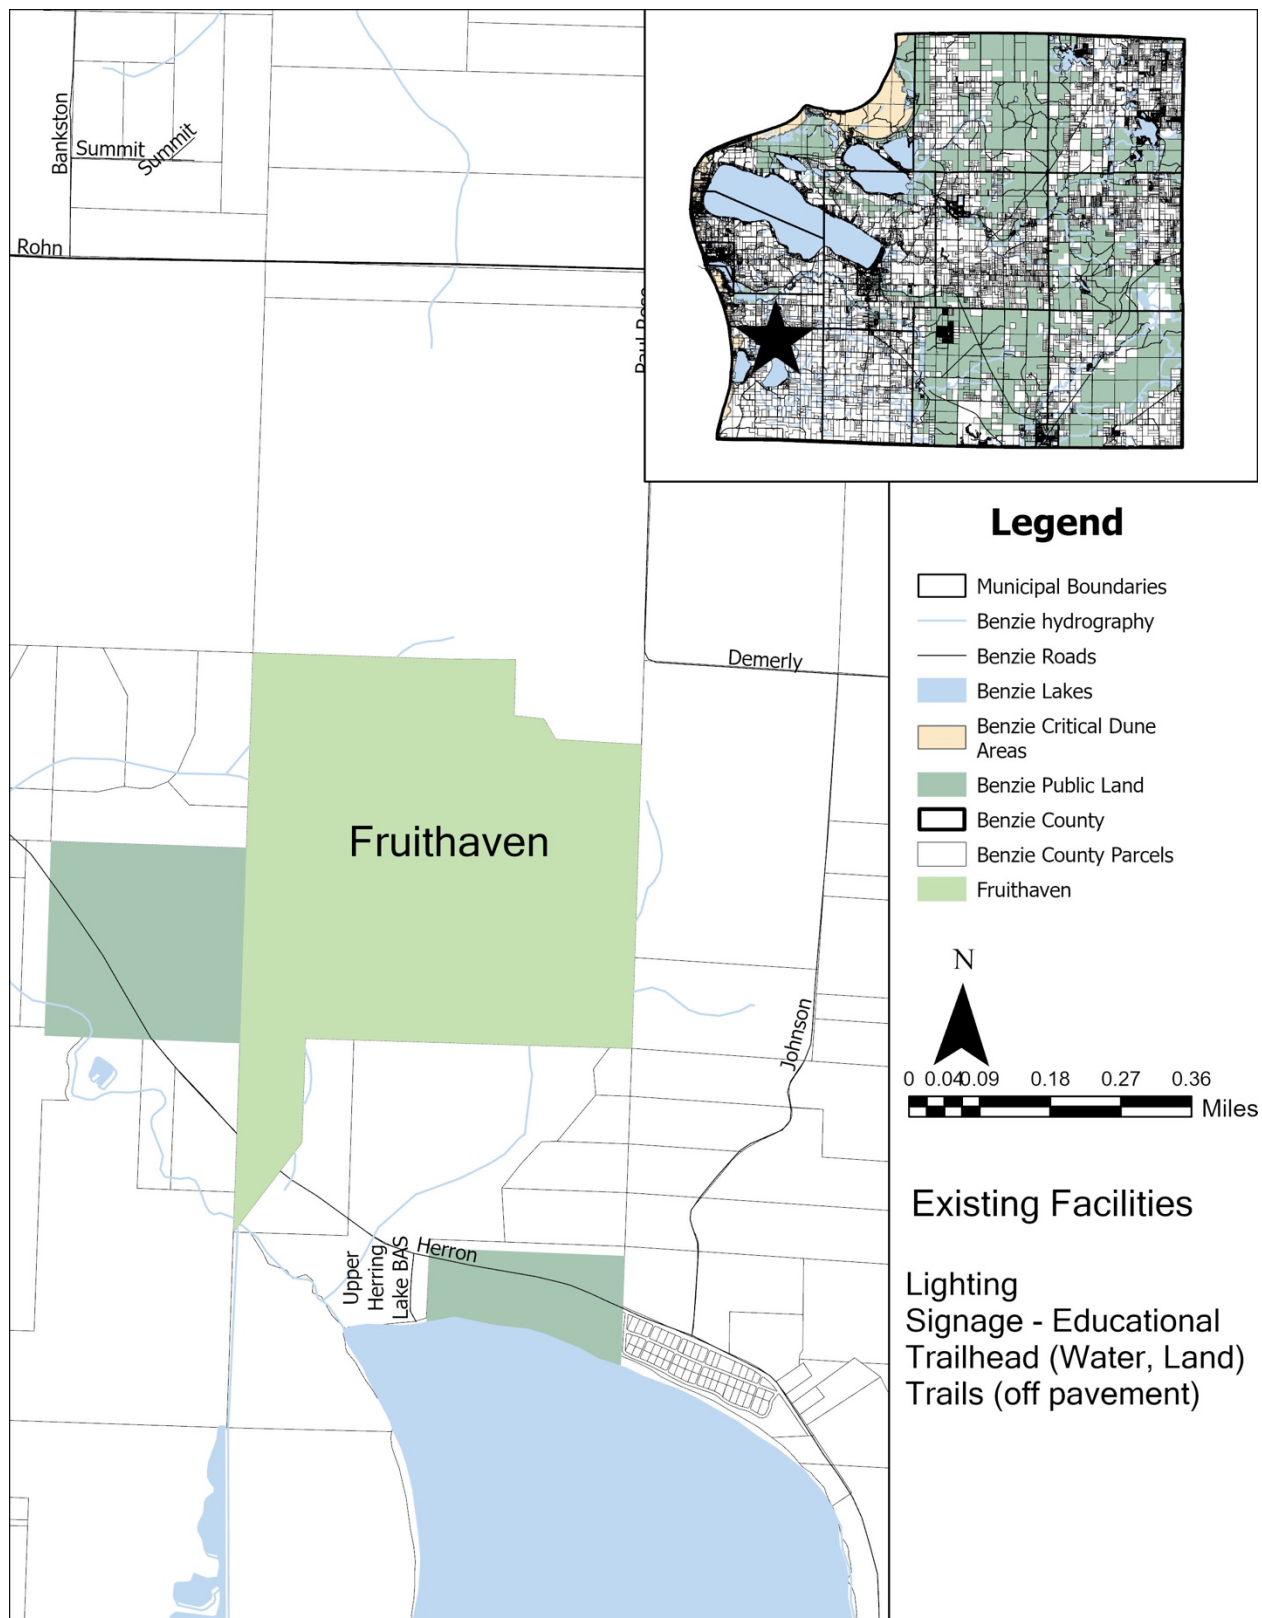 Bankston
Summit
Summit
Rohn
Demerly
Fruithaven
Johnson
Upper
Herring
Lake BAS
Herron
Legend
Municipal Boundaries
Benzie hydrography
Benzie Roads
Benzie Lakes
Benzie Critical Dune
Areas
Benzie Public Land
Benzie County
Benzie County Parcels
Fruithaven
N
0 0.04 0.09 0.18 0.27 0.36
Miles
Existing Facilities
Lighting
Signage - Educational
Trailhead (Water, Land)
Trails (off pavement)